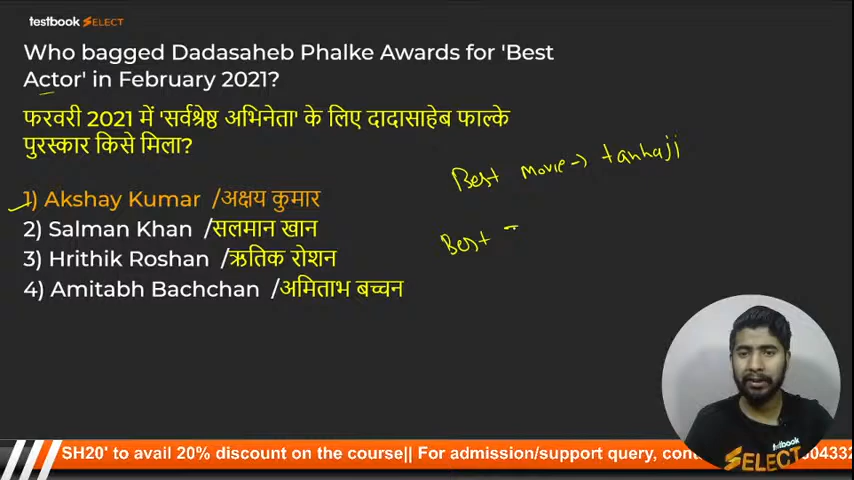 testbook SELECT
Who bagged Dadasaheb Phalke Awards for 'Best
Actor' in February 2021?
फरवरी 2021 में 'सर्वश्रेष्ठ अभिनेता' के लिए दादासाहेब फाल्के
पुरस्कार किसे मिला?
Best movie → tanhaji
1) Akshay Kumar /अक्षय कुमार
2) Salman Khan /सलमान खान
Best
3) Hrithik Roshan /ऋतिक रोशन
4) Amitabh Bachchan /अमिताभ बच्चन
testbook
SELECT
SH20' to avail 20% discount on the course|| For admission/support query, cont